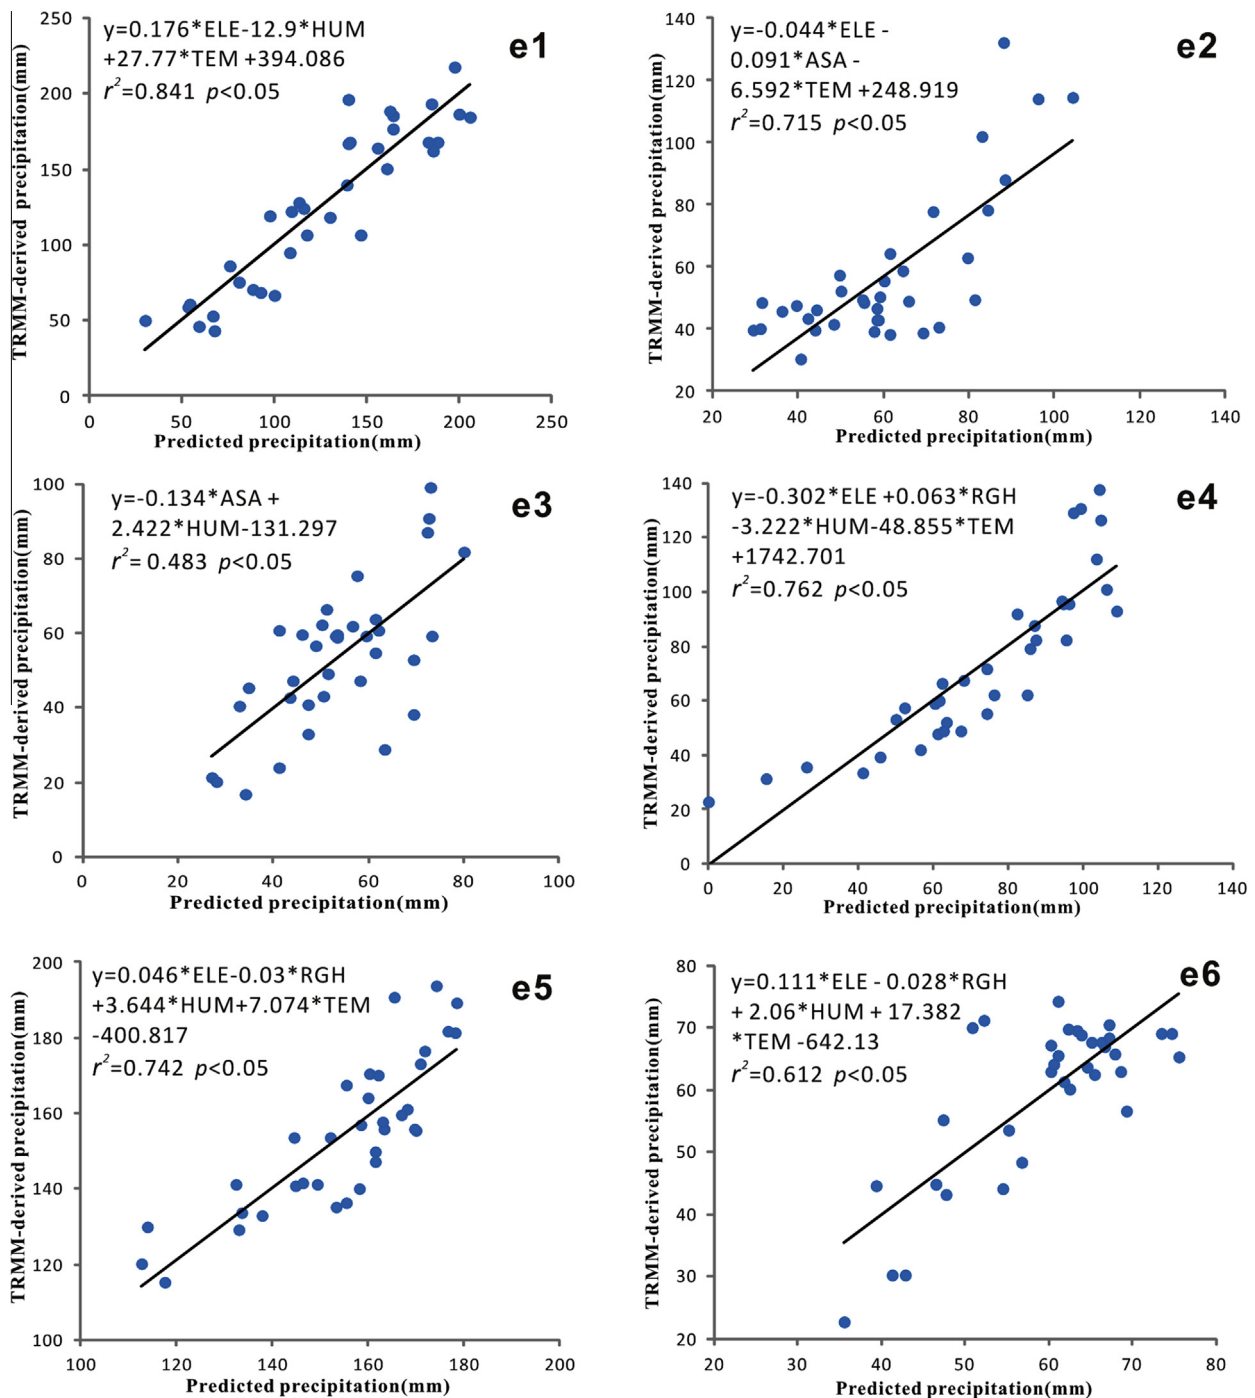 e1
y=0.176*ELE-12.9*HUM
+27.77*TEM +394.086
r²=0.841 p<0.05
TRMM-derived precipitation(mm)
250
200
150
100
50
0
0 50 100 150 200 250
Predicted precipitation(mm)
e2
y=-0.044*ELE -
0.091*ASA -
6.592*TEM +248.919
r²=0.715 p<0.05
TRMM-derived precipitation(mm)
140
120
100
80
60
40
20
20 40 60 80 100 120 140
Predicted precipitation(mm)
e3
y=-0.134*ASA +
2.422*HUM-131.297
r²= 0.483 p<0.05
TRMM-derived precipitation(mm)
100
80
60
40
20
0
0 20 40 60 80 100
Predicted precipitation(mm)
e4
y=-0.302*ELE +0.063*RGH
-3.222*HUM-48.855*TEM
+1742.701
r²=0.762 p<0.05
TRMM-derived precipitation(mm)
140
120
100
80
60
40
20
0
0 20 40 60 80 100 120 140
Predicted precipitation(mm)
e5
y=0.046*ELE-0.03*RGH
+3.644*HUM+7.074*TEM
-400.817
r²=0.742 p<0.05
TRMM-derived precipitation(mm)
200
180
160
140
120
100
100 120 140 160 180 200
Predicted precipitation(mm)
e6
y=0.111*ELE - 0.028*RGH
+ 2.06*HUM + 17.382
*TEM -642.13
r²=0.612 p<0.05
TRMM-derived precipitation(mm)
80
70
60
50
40
30
20
20 30 40 50 60 70 80
Predicted precipitation(mm)